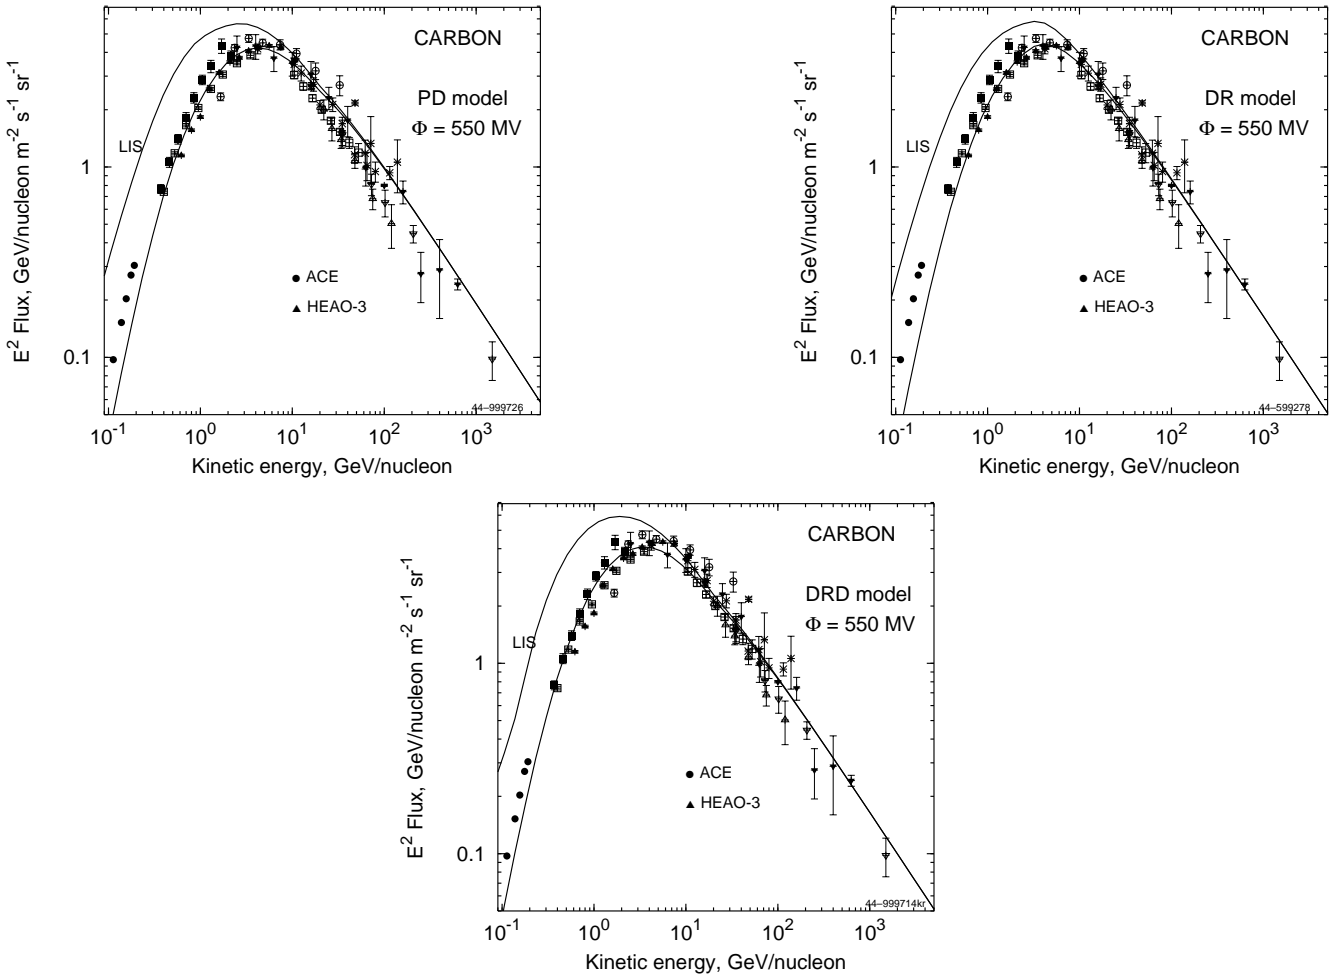 CARBON
PD model
Φ = 550 MV
LIS
ACE
HEAO-3
1
0.1
E² Flux, GeV/nucleon m⁻² s⁻¹ sr⁻¹
44–999726
10⁻¹ 10⁰ 10¹ 10² 10³
Kinetic energy, GeV/nucleon
CARBON
DR model
Φ = 550 MV
LIS
ACE
HEAO-3
1
0.1
E² Flux, GeV/nucleon m⁻² s⁻¹ sr⁻¹
44–599278
10⁻¹ 10⁰ 10¹ 10² 10³
Kinetic energy, GeV/nucleon
CARBON
DRD model
Φ = 550 MV
LIS
ACE
HEAO-3
1
0.1
E² Flux, GeV/nucleon m⁻² s⁻¹ sr⁻¹
44–999714kr
10⁻¹ 10⁰ 10¹ 10² 10³
Kinetic energy, GeV/nucleon